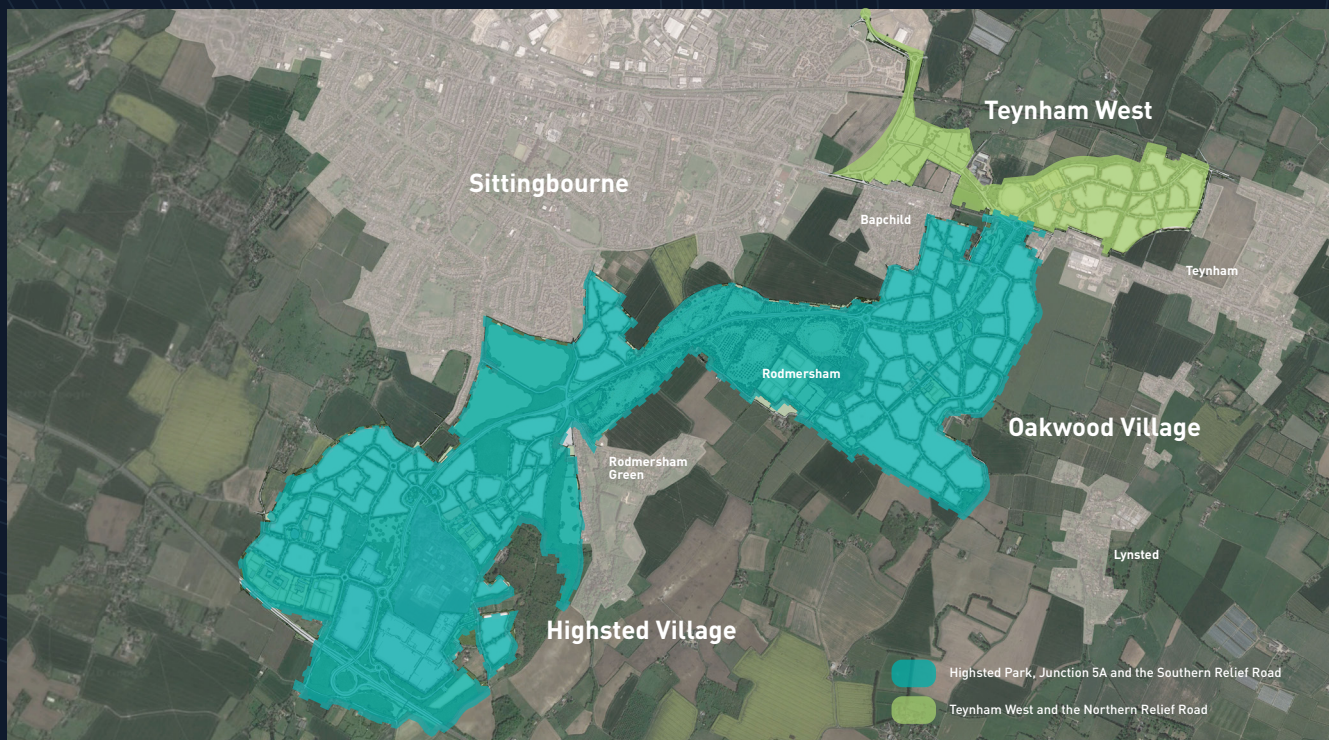 Teynham West
Sittingbourne
Bapchild
Teynham
Rodmersham
Oakwood Village
Rodmersham
Green
Lynsted
Highsted Village
Highsted Park, Junction 5A and the Southern Relief Road
Teynham West and the Northern Relief Road